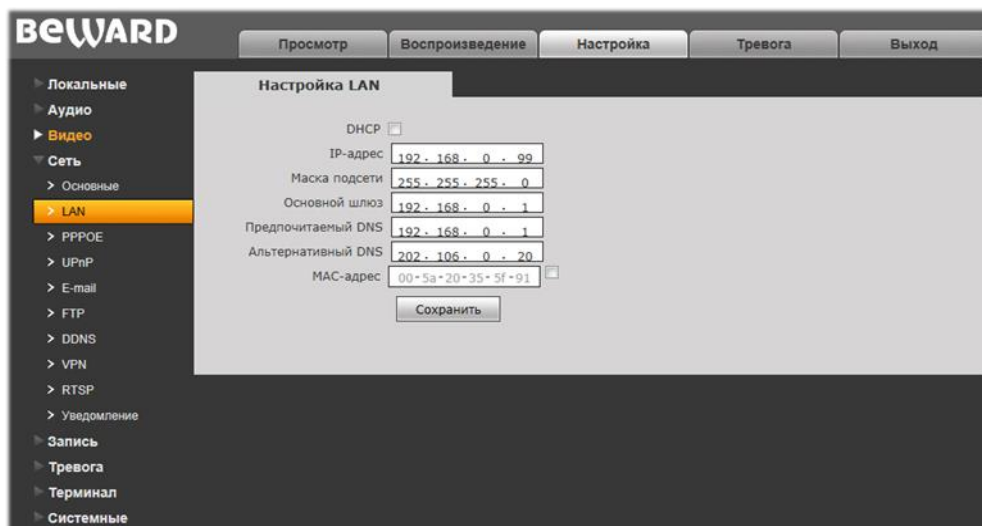 BEWARD
Просмотр Воспроизведение Настройка Тревога Выход
Локальные
Аудио
Видео
Сеть
Основные
LAN
PPPOE
UPnP
E-mail
FTP
DDNS
VPN
RTSP
Уведомление
Запись
Тревога
Терминал
Системные
Настройка LAN
DHCP
IP-адрес 192 . 168 . 0 . 99
Маска подсети 255 . 255 . 255 . 0
Основной шлюз 192 . 168 . 0 . 1
Предпочитаемый DNS 192 . 168 . 0 . 1
Альтернативный DNS 202 . 106 . 0 . 20
MAC-адрес 00-5a-20-35-5f-91
Сохранить